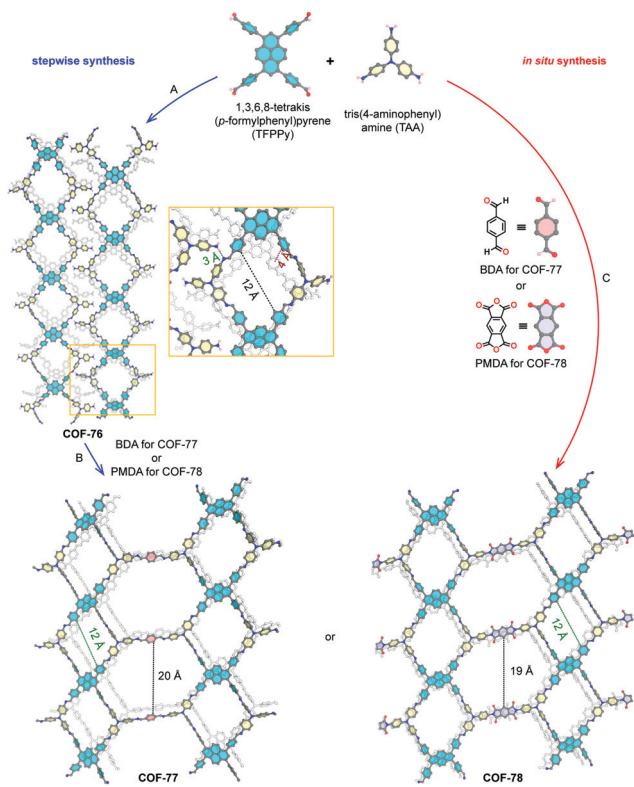 stepwise synthesis
in situ synthesis
A
+
1,3,6,8-tetrakis
(p-formylphenyl)pyrene
(TFPPy)
tris(4-aminophenyl)
amine (TAA)
O
H
≡
H
O
BDA for COF-77
or
O O
O O
O O
≡
PMDA for COF-78
C
3 Å
4 Å
12 Å
COF-76
B
BDA for COF-77
or
PMDA for COF-78
12 Å
20 Å
or
12 Å
19 Å
COF-77
COF-78